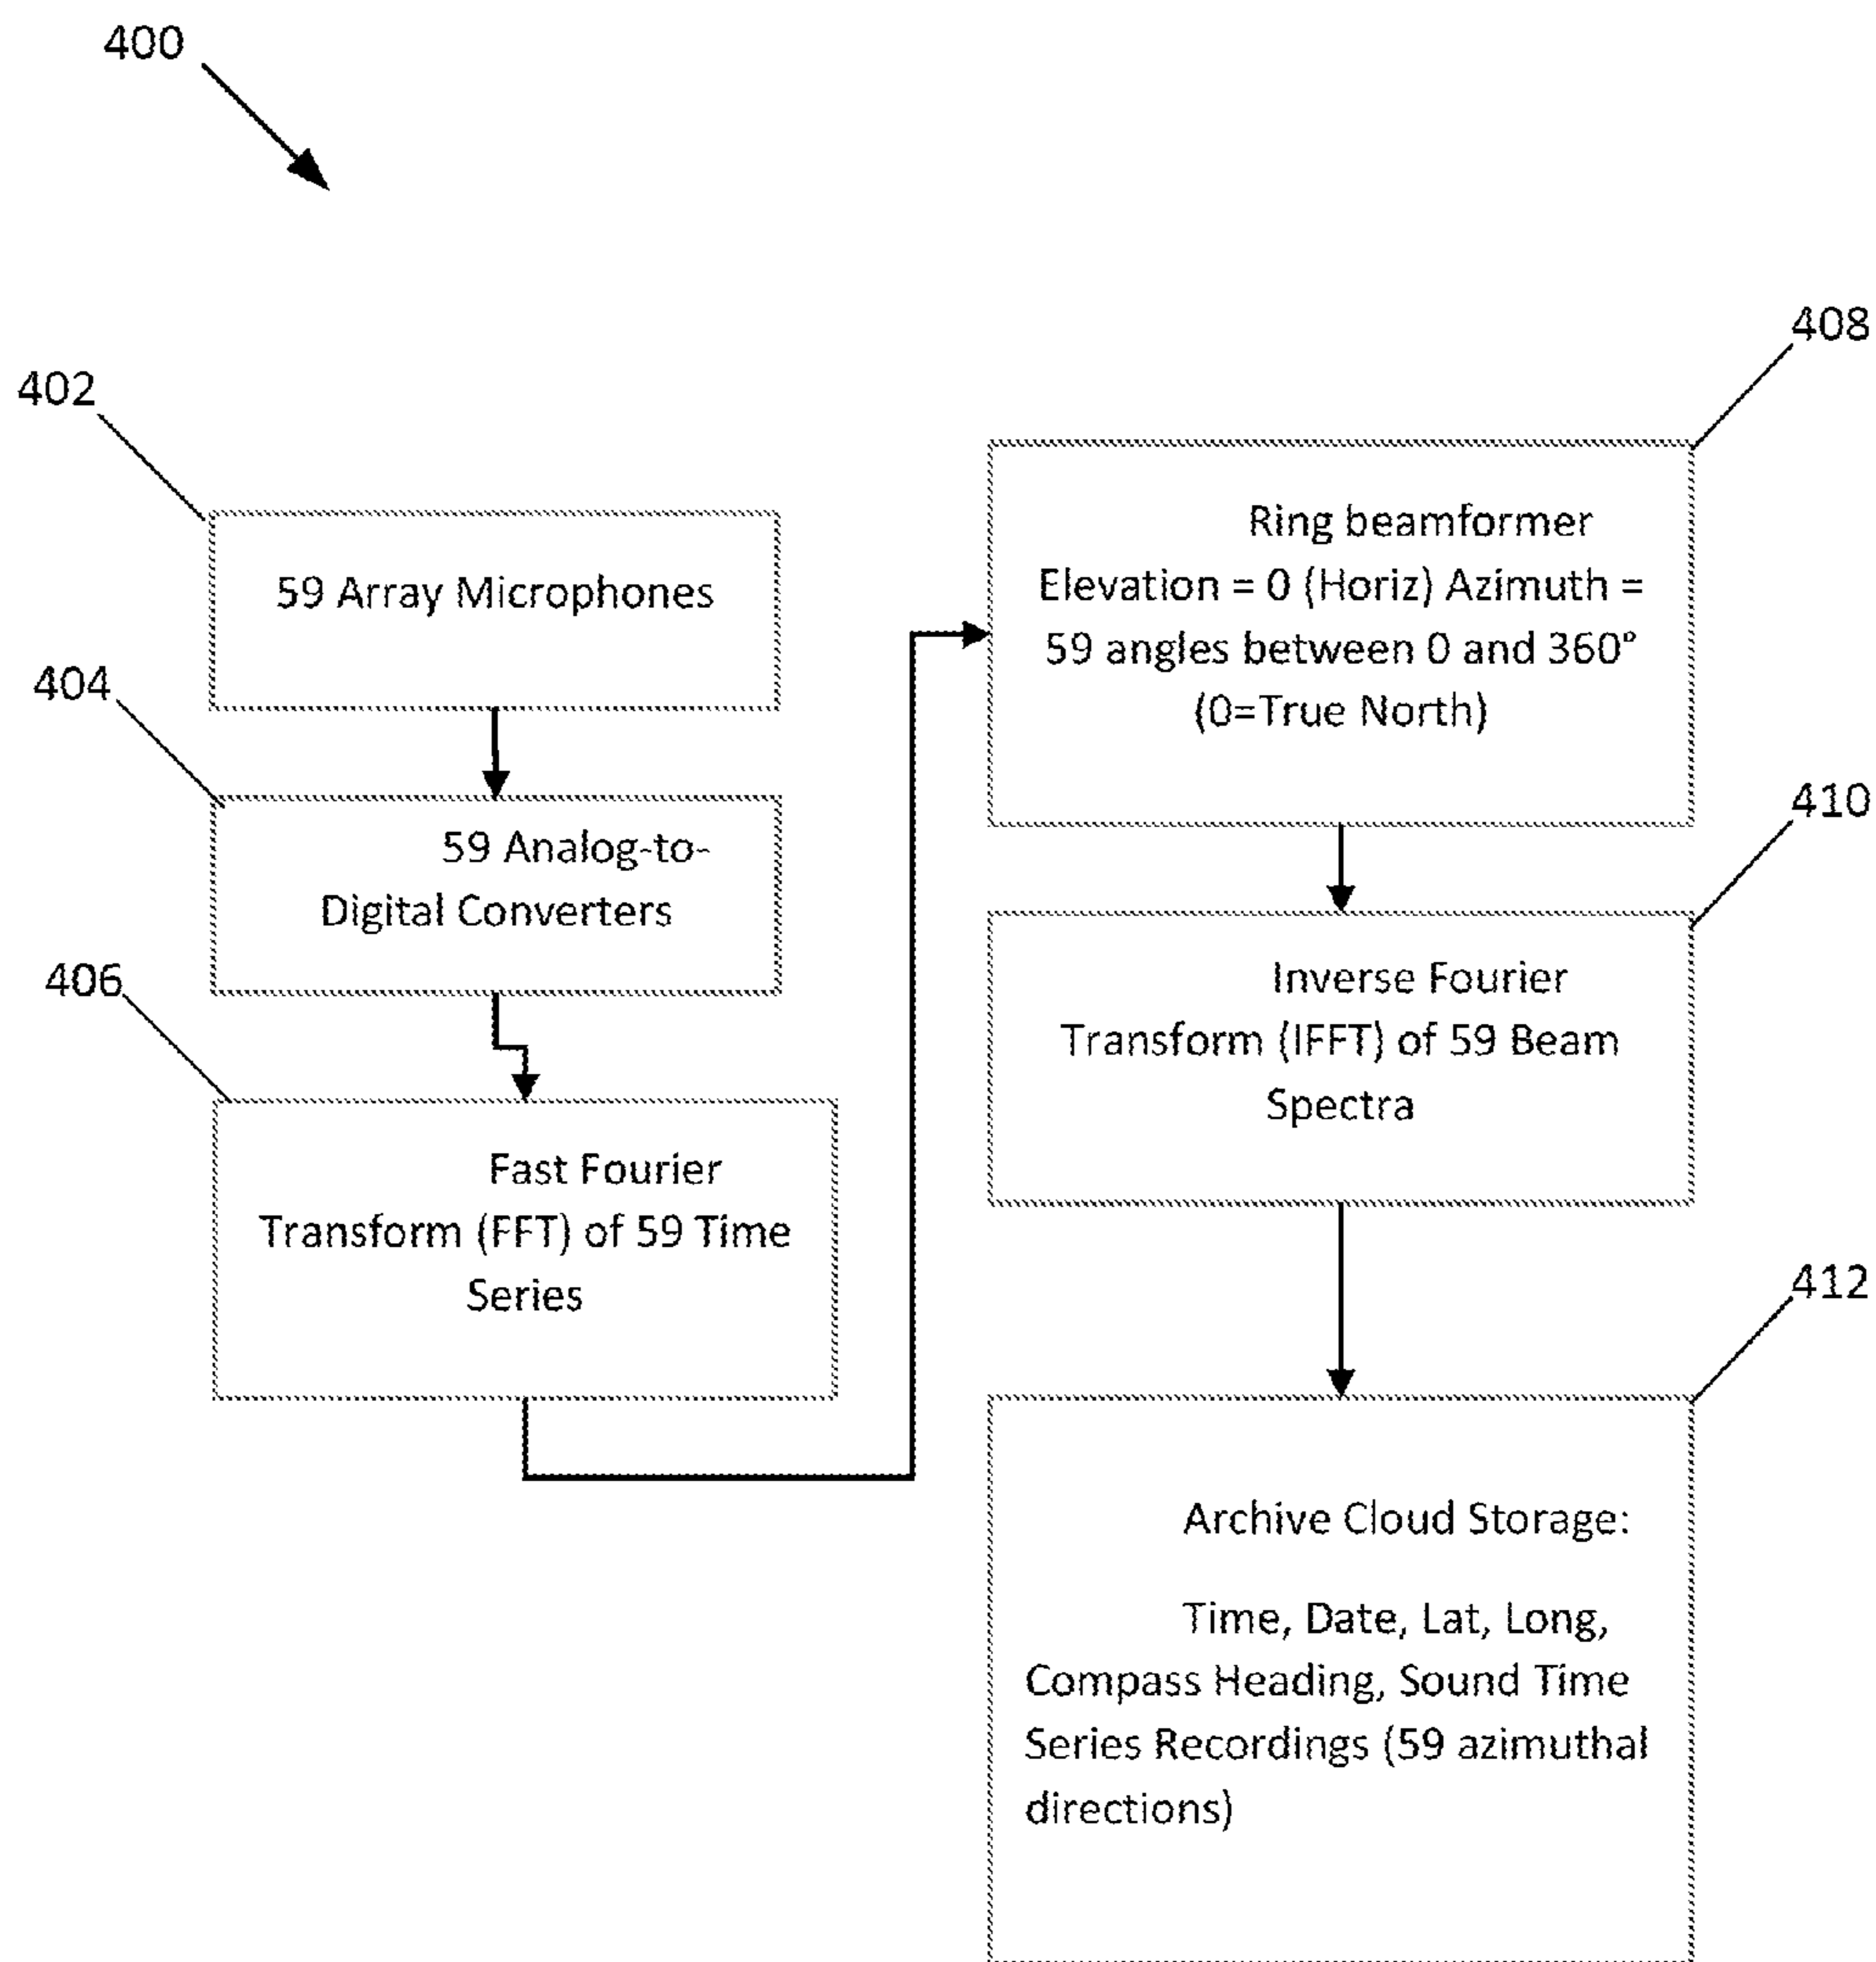 400
402
59 Array Microphones
404
59 Analog-to-
Digital Converters
406
Fast Fourier
Transform (FFT) of 59 Time
Series
408
Ring beamformer
Elevation = 0 (Horiz) Azimuth =
59 angles between 0 and 360°
(0=True North)
410
Inverse Fourier
Transform (IFFT) of 59 Beam
Spectra
412
Archive Cloud Storage:
Time, Date, Lat, Long,
Compass Heading, Sound Time
Series Recordings (59 azimuthal
directions)